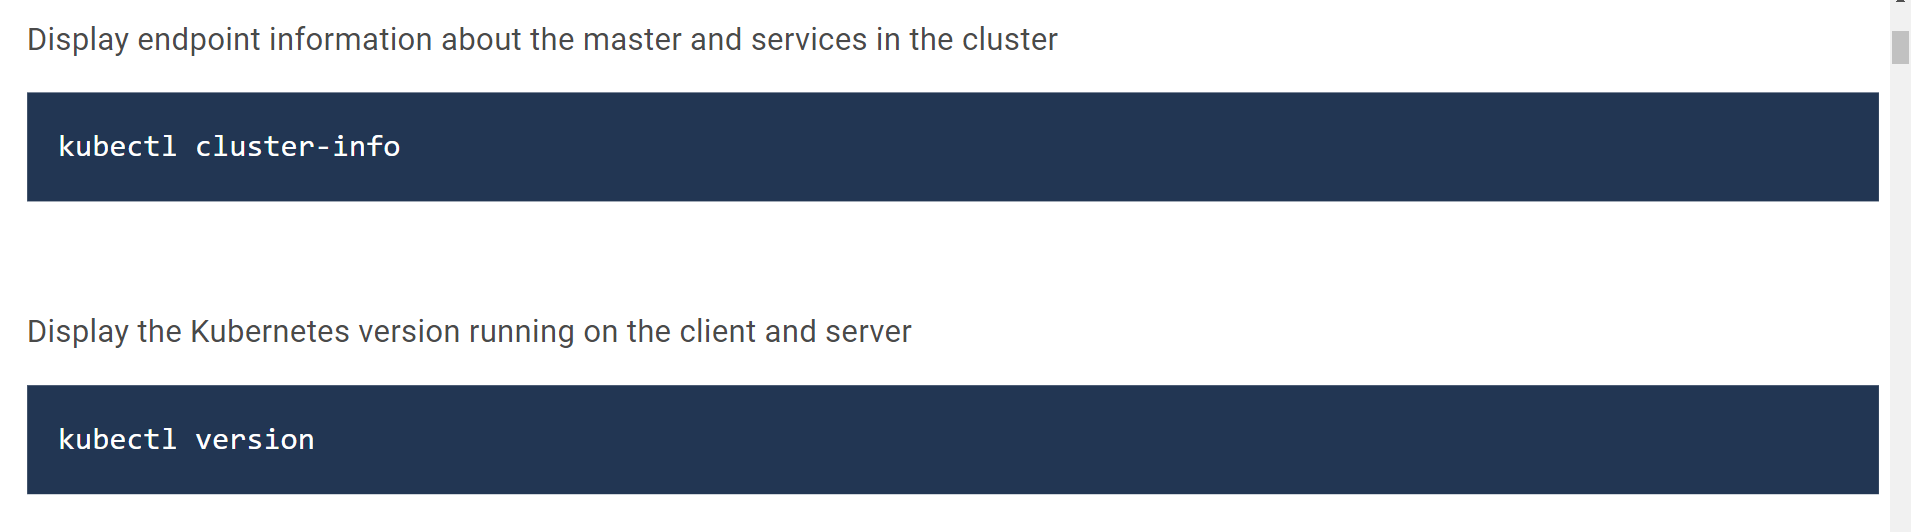 Display endpoint information about the master and services in the cluster
kubectl cluster-info
Display the Kubernetes version running on the client and server
kubectl version